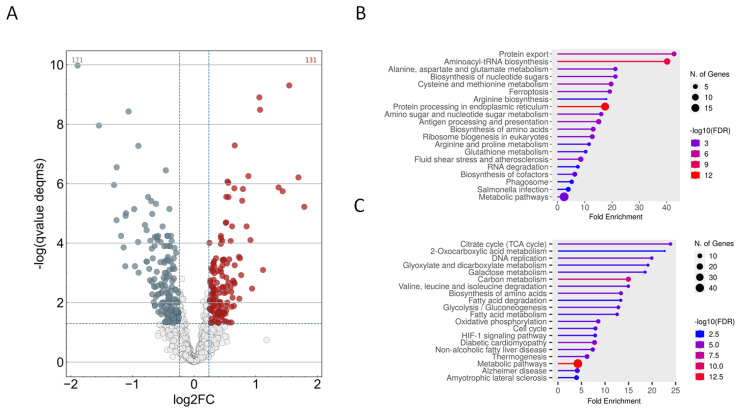 A
171
131
10
8
6
4
2
0
-log(qvalue deqms)
−2
−1
0
1
2
log2FC
B
Protein export
Aminoacyl-tRNA biosynthesis
Alanine, aspartate and glutamate metabolism
Biosynthesis of nucleotide sugars
Cysteine and methionine metabolism
Ferroptosis
Arginine biosynthesis
Protein processing in endoplasmic reticulum
Amino sugar and nucleotide sugar metabolism
Antigen processing and presentation
Biosynthesis of amino acids
Ribosome biogenesis in eukaryotes
Arginine and proline metabolism
Glutathione metabolism
Fluid shear stress and atherosclerosis
RNA degradation
Biosynthesis of cofactors
Phagosome
Salmonella infection
Metabolic pathways
0
10
20
30
40
Fold Enrichment
N. of Genes
5
10
15
-log10(FDR)
3
6
9
12
C
Citrate cycle (TCA cycle)
2-Oxocarboxylic acid metabolism
DNA replication
Glyoxylate and dicarboxylate metabolism
Galactose metabolism
Carbon metabolism
Valine, leucine and isoleucine degradation
Biosynthesis of amino acids
Fatty acid degradation
Glycolysis / Gluconeogenesis
Fatty acid metabolism
Oxidative phosphorylation
Cell cycle
HIF-1 signaling pathway
Diabetic cardiomyopathy
Non-alcoholic fatty liver disease
Thermogenesis
Metabolic pathways
Alzheimer disease
Amyotrophic lateral sclerosis
0
5
10
15
20
25
Fold Enrichment
N. of Genes
10
20
30
40
-log10(FDR)
2.5
5.0
7.5
10.0
12.5